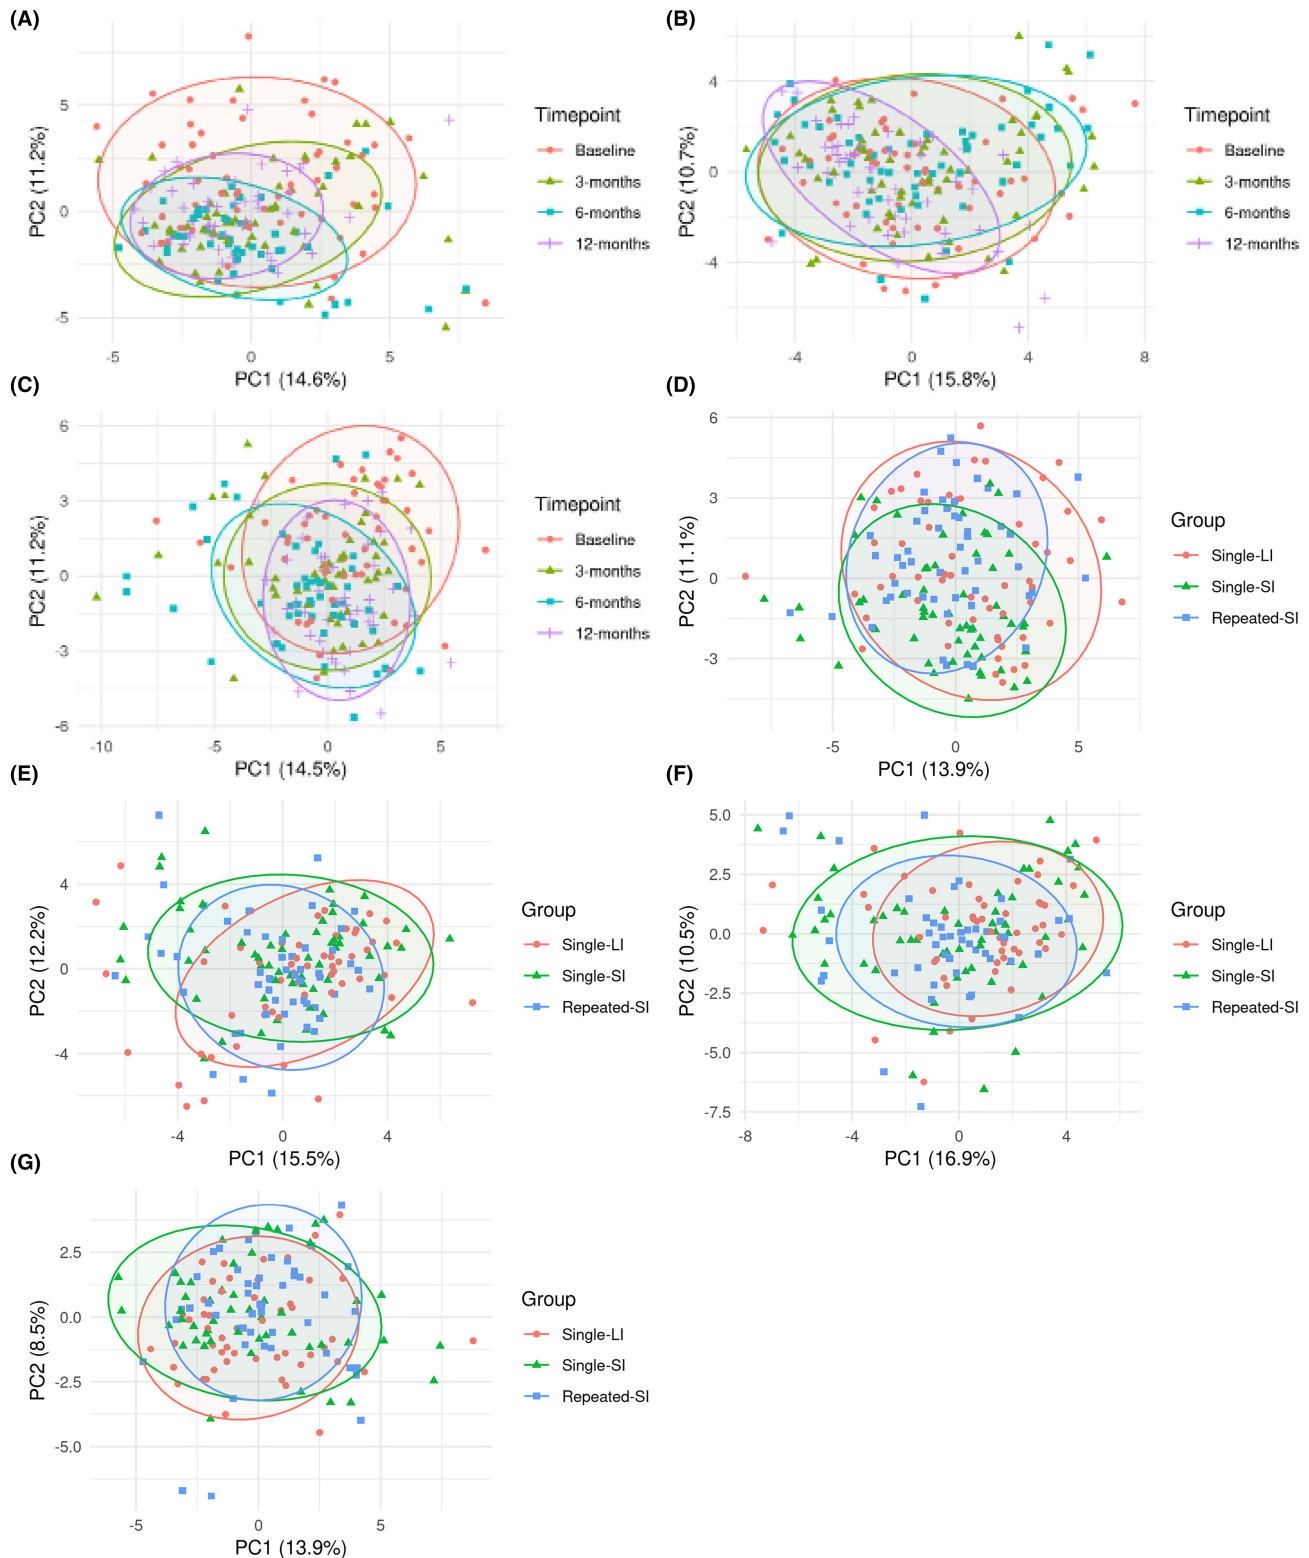 (A)
5
0
-5
-5
0
5
PC2 (11.2%)
PC1 (14.6%)
Timepoint
Baseline
3-months
6-months
12-months
(B)
4
0
-4
-4
0
4
8
PC2 (10.7%)
PC1 (15.8%)
Timepoint
Baseline
3-months
6-months
12-months
(C)
6
3
0
-3
-6
-10
-5
0
5
PC2 (11.2%)
PC1 (14.5%)
Timepoint
Baseline
3-months
6-months
12-months
(D)
6
3
0
-3
-5
0
5
PC2 (11.1%)
PC1 (13.9%)
Group
Single-LI
Single-SI
Repeated-SI
(E)
4
0
-4
-4
0
4
PC2 (12.2%)
PC1 (15.5%)
Group
Single-LI
Single-SI
Repeated-SI
(F)
5.0
2.5
0.0
-2.5
-5.0
-7.5
-8
-4
0
4
PC2 (10.5%)
PC1 (16.9%)
Group
Single-LI
Single-SI
Repeated-SI
(G)
2.5
0.0
-2.5
-5.0
-5
0
5
PC2 (8.5%)
PC1 (13.9%)
Group
Single-LI
Single-SI
Repeated-SI